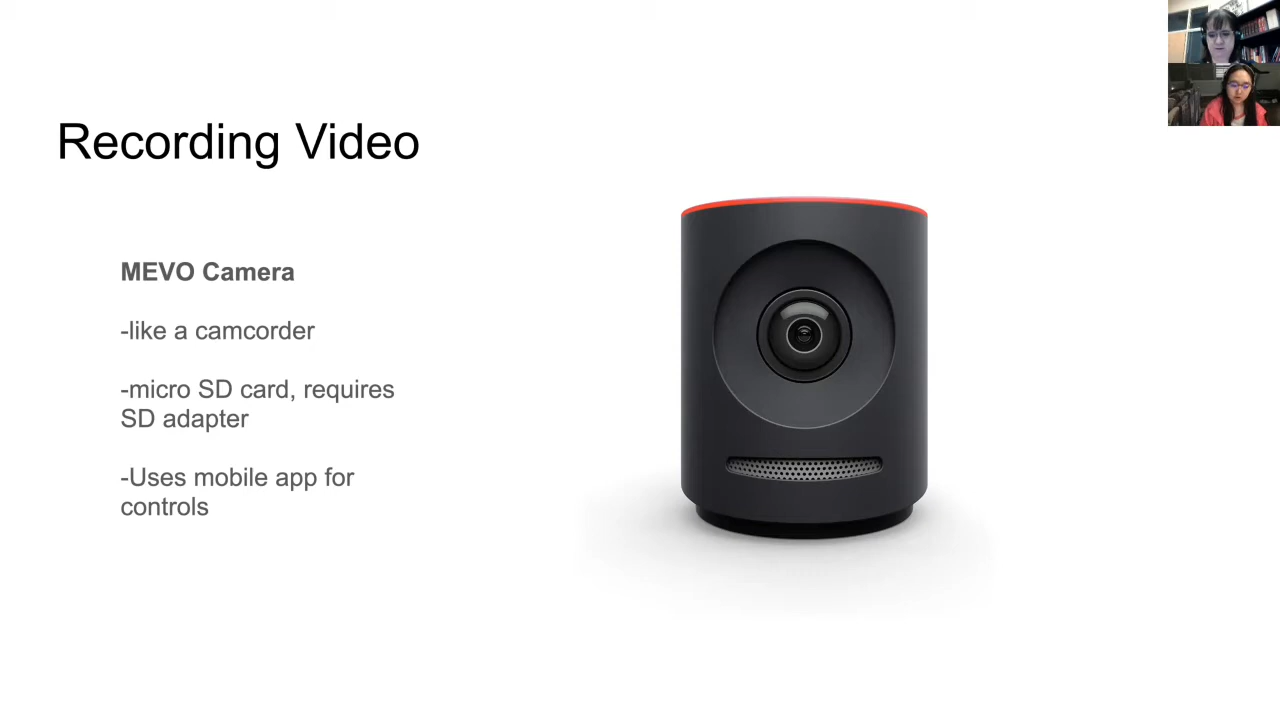 Recording Video
MEVO Camera
-like a camcorder
-micro SD card, requires
SD adapter
-Uses mobile app for
controls